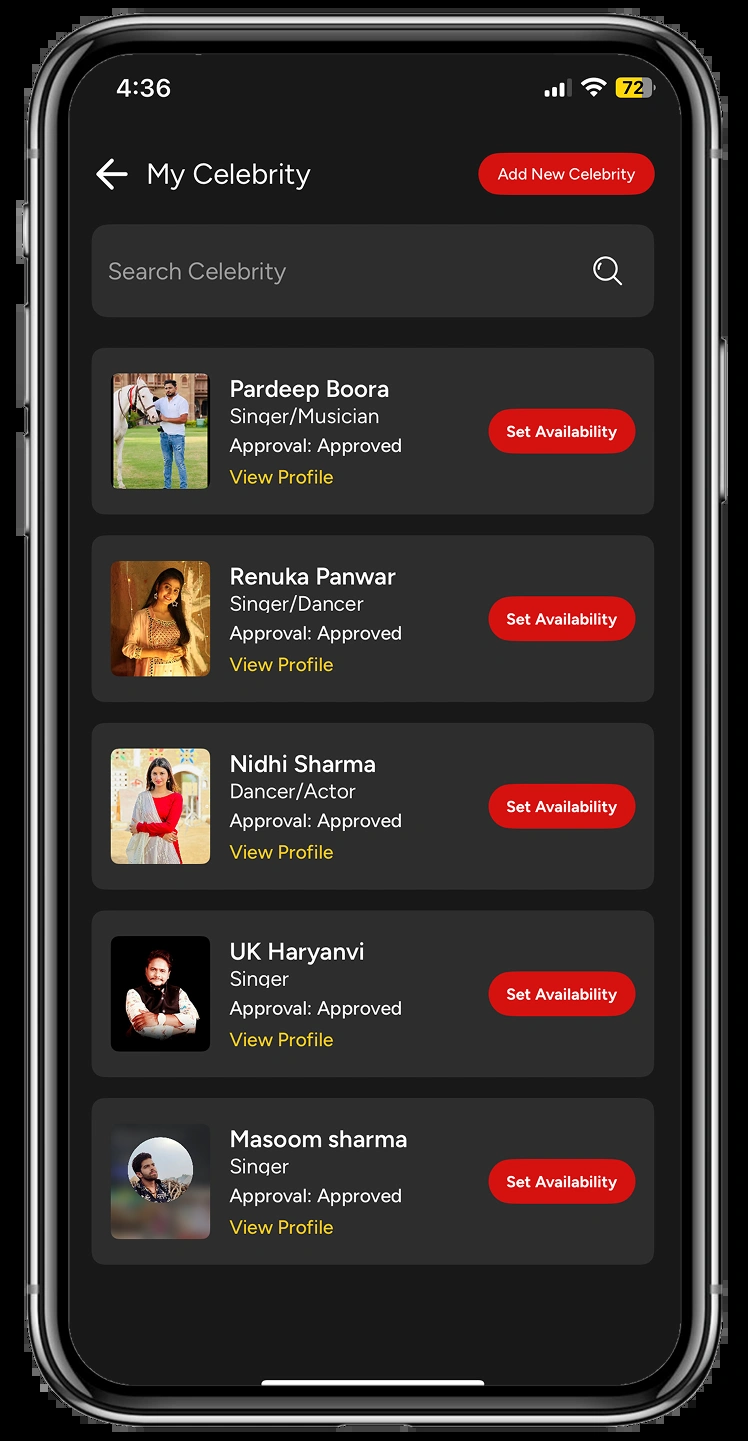 4:36
72
My Celebrity
Add New Celebrity
Search Celebrity
Pardeep Boora
Singer/Musician
Approval: Approved
View Profile
Set Availability
Renuka Panwar
Singer/Dancer
Approval: Approved
View Profile
Set Availability
Nidhi Sharma
Dancer/Actor
Approval: Approved
View Profile
Set Availability
UK Haryanvi
Singer
Approval: Approved
View Profile
Set Availability
Masoom sharma
Singer
Approval: Approved
View Profile
Set Availability